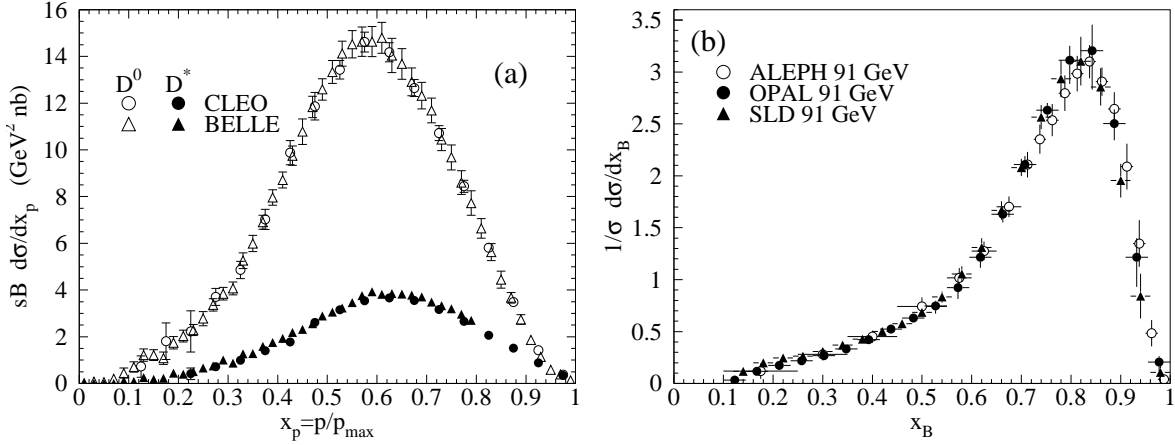 (a)
D⁰ D*
CLEO
BELLE
sB dσ/dx_p (GeV² nb)
0 2 4 6 8 10 12 14 16
0 0.1 0.2 0.3 0.4 0.5 0.6 0.7 0.8 0.9 1
x_p=p/p_max
(b)
ALEPH 91 GeV
OPAL 91 GeV
SLD 91 GeV
1/σ dσ/dx_B
0 0.5 1 1.5 2 2.5 3 3.5
0 0.1 0.2 0.3 0.4 0.5 0.6 0.7 0.8 0.9 1
x_B